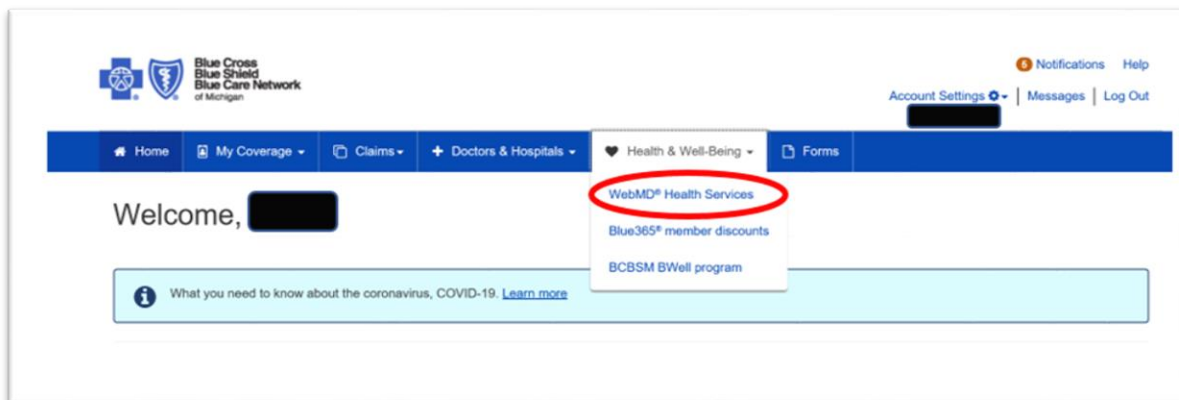 Blue Cross
Blue Shield
Blue Care Network
of Michigan
5 Notifications Help
Account Settings | Messages | Log Out
Home My Coverage Claims Doctors & Hospitals Health & Well-Being Forms
WebMD® Health Services
Welcome,
Blue365® member discounts
BCBSM BWell program
What you need to know about the coronavirus, COVID-19. Learn more